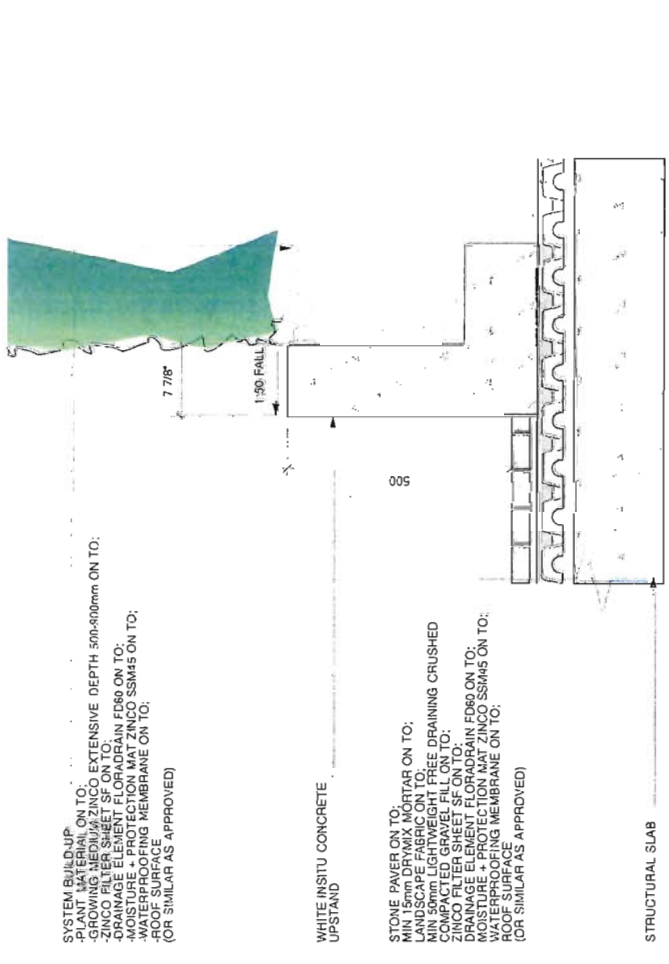 SYSTEM BUILD-UP
-PLANT MATERIAL ON TO;
-GROWING MEDIUM ZINCO EXTENSIVE DEPTH 500-900mm ON TO;
-ZINCO FILTER SHEET SF ON TO;
-DRAINAGE ELEMENT FLORADRAIN FD60 ON TO;
-MOISTURE + PROTECTION MAT ZINCO SSM45 ON TO;
-WATERPROOFING MEMBRANE ON TO;
-ROOF SURFACE
(OR SIMILAR AS APPROVED)
7 7/8"
1:50 FALL
WHITE INSITU CONCRETE
UPSTAND
500
STONE PAVER ON TO;
MIN 15mm DRYMIX MORTAR ON TO;
LANDSCAPE FABRIC ON TO;
MIN 50mm LIGHTWEIGHT FREE DRAINING CRUSHED
COMPACTED GRAVEL FILL ON TO;
ZINCO FILTER SHEET SF ON TO;
DRAINAGE ELEMENT FLORADRAIN FD60 ON TO;
MOISTURE + PROTECTION MAT ZINCO SSM45 ON TO;
WATERPROOFING MEMBRANE ON TO;
ROOF SURFACE
(OR SIMILAR AS APPROVED)
STRUCTURAL SLAB